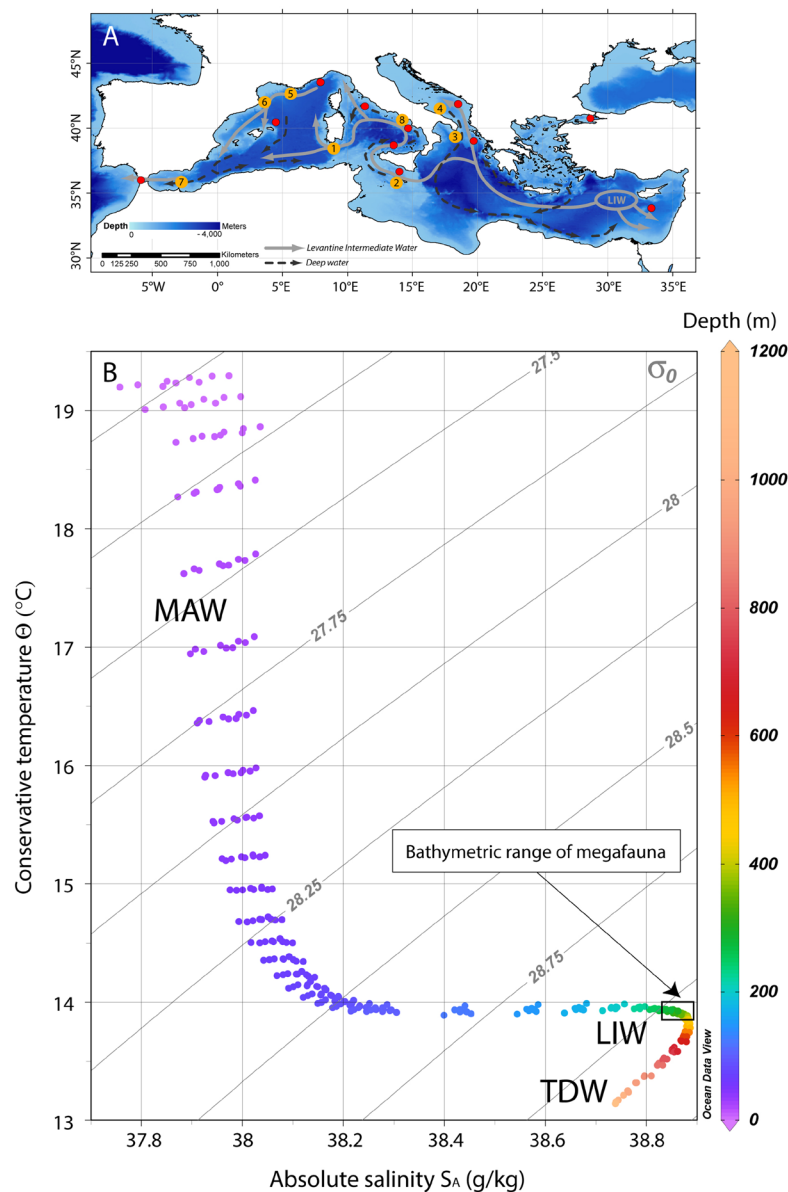 A
45°N
40°N
35°N
30°N
5
6
4
8
3
1
2
7
LIW
Depth
Meters
0
-4,000
Kilometers
0 125 250 500 750 1,000
Levantine Intermediate Water
Deep water
5°W 0° 5°E 10°E 15°E 20°E 25°E 30°E 35°E
Depth (m)
B
σ0
27.5
28
27.75
28.5
28.25
28.75
MAW
Bathymetric range of megafauna
LIW
TDW
Ocean Data View
1200
1000
800
600
400
200
0
19
18
17
16
15
14
13
Conservative temperature Θ (°C)
37.8 38 38.2 38.4 38.6 38.8
Absolute salinity SA (g/kg)